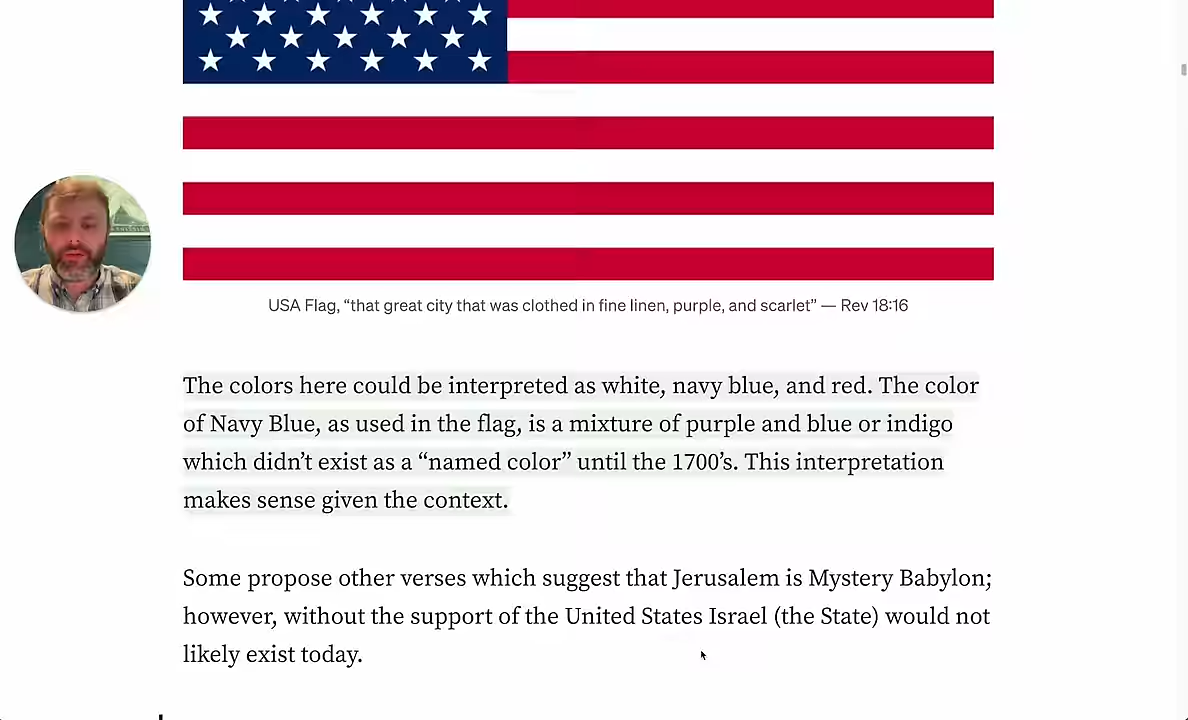 USA Flag, “that great city that was clothed in fine linen, purple, and scarlet” — Rev 18:16
The colors here could be interpreted as white, navy blue, and red. The color
of Navy Blue, as used in the flag, is a mixture of purple and blue or indigo
which didn’t exist as a “named color” until the 1700’s. This interpretation
makes sense given the context.
Some propose other verses which suggest that Jerusalem is Mystery Babylon;
however, without the support of the United States Israel (the State) would not
likely exist today.